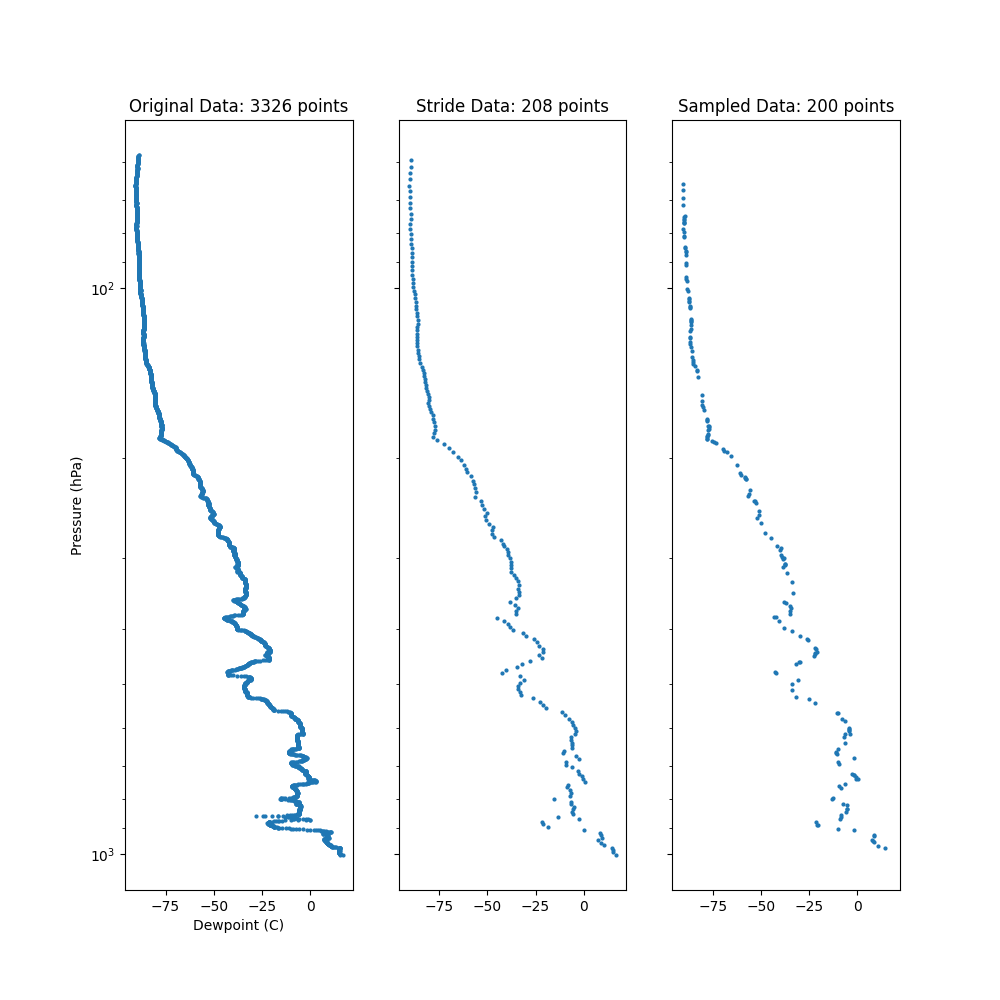 Original Data: 3326 points
Stride Data: 208 points
Sampled Data: 200 points
Pressure (hPa)
10²
10³
−75 −50 −25 0
−75 −50 −25 0
−75 −50 −25 0
Dewpoint (C)